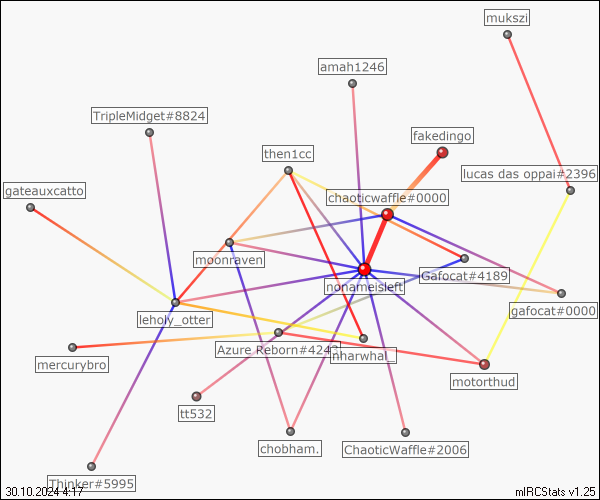 mukszi
amah1246
TripleMidget#8824
fakedingo
then1cc
lucas das oppai#2396
gateauxcatto
chaoticwaffle#0000
moonraven
Gafocat#4189
nonameisleft
gafocat#0000
leholy_otter
Azure Reborn#4243
nharwhal_
mercurybro
motorthud
tt532
chobham.
ChaoticWaffle#2006
Thinker#5995
30.10.2024 4:17
mIRCStats v1.25